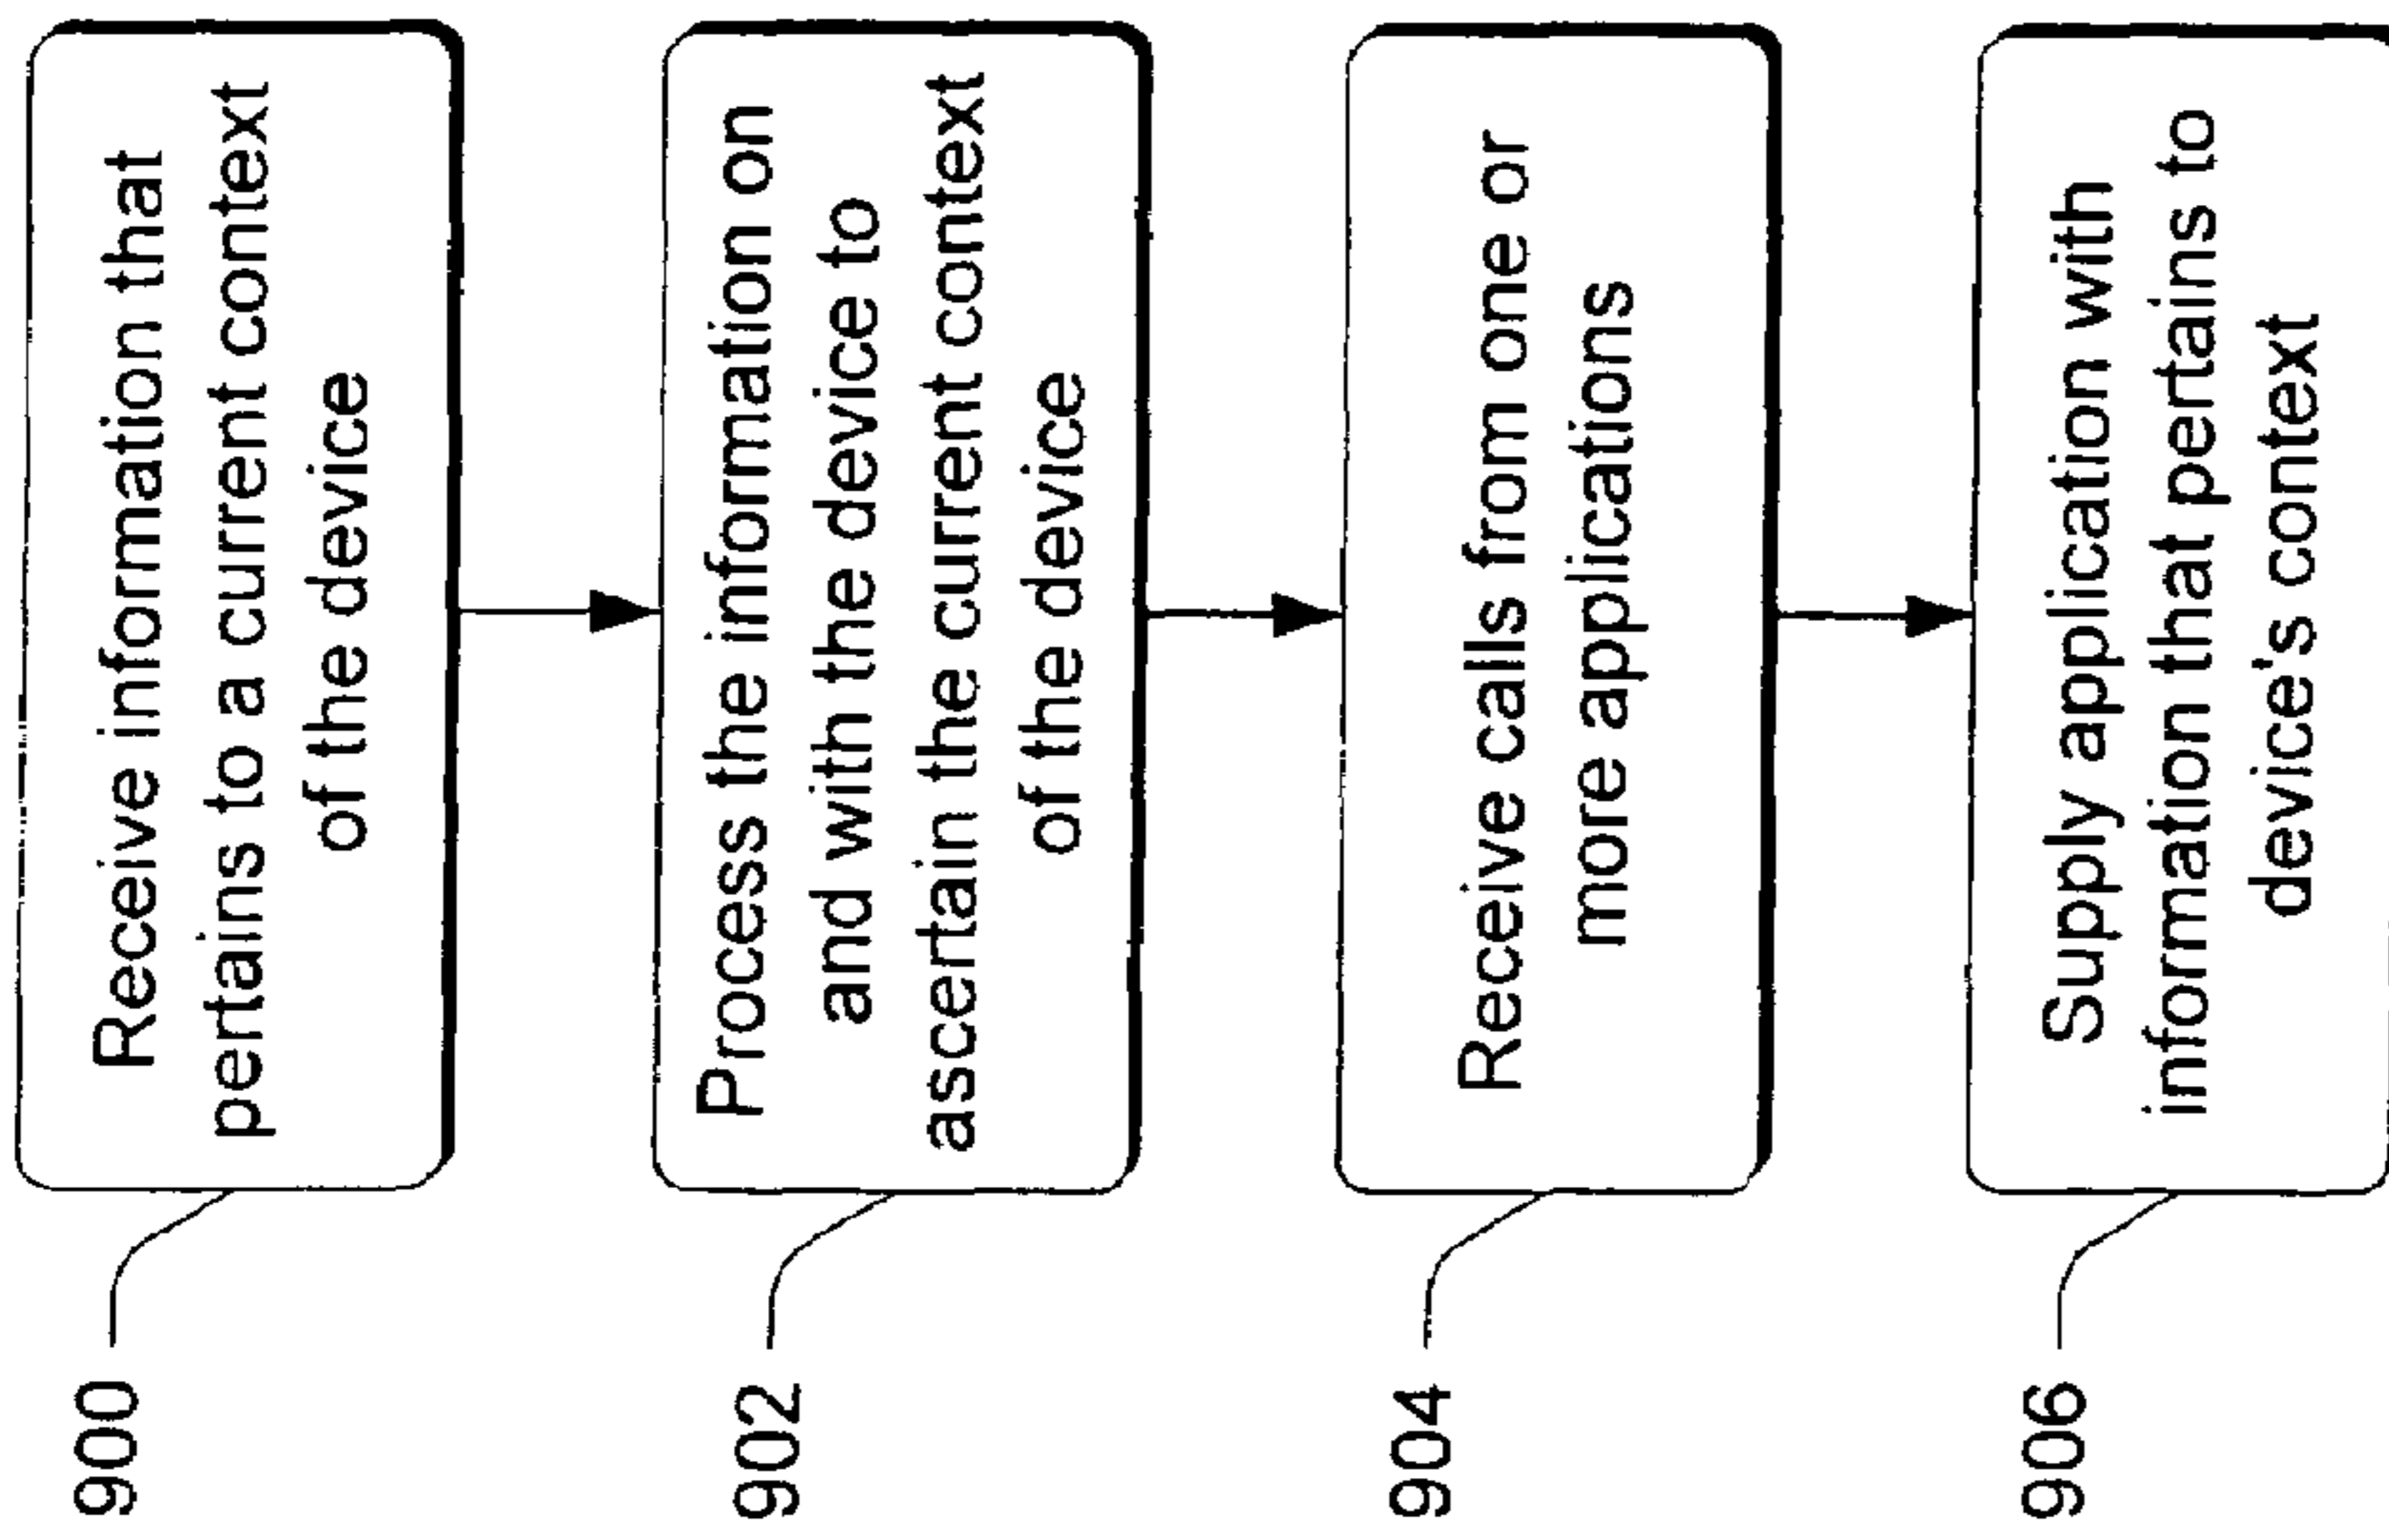 900
Receive information that
pertains to a current context
of the device
902
Process the information on
and with the device to
ascertain the current context
of the device
904
Receive calls from one or
more applications
906
Supply application with
information that pertains to
device's context